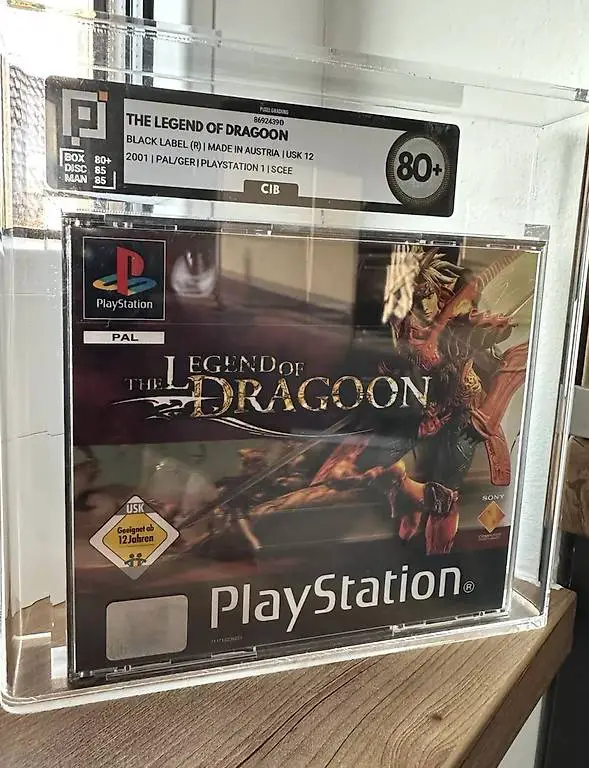 PIXEL GRADING
8692439D
THE LEGEND OF DRAGOON
BLACK LABEL (R) | MADE IN AUSTRIA | USK 12
2001 | PAL/GER | PLAYSTATION 1 | SCEE
BOX 80+
DISC 85
MAN 85
80+
CIB
PlayStation
PAL
THE LEGEND OF
DRAGOON
USK
Geeignet ab
12 Jahren
SONY
COMPUTER
PlayStation®